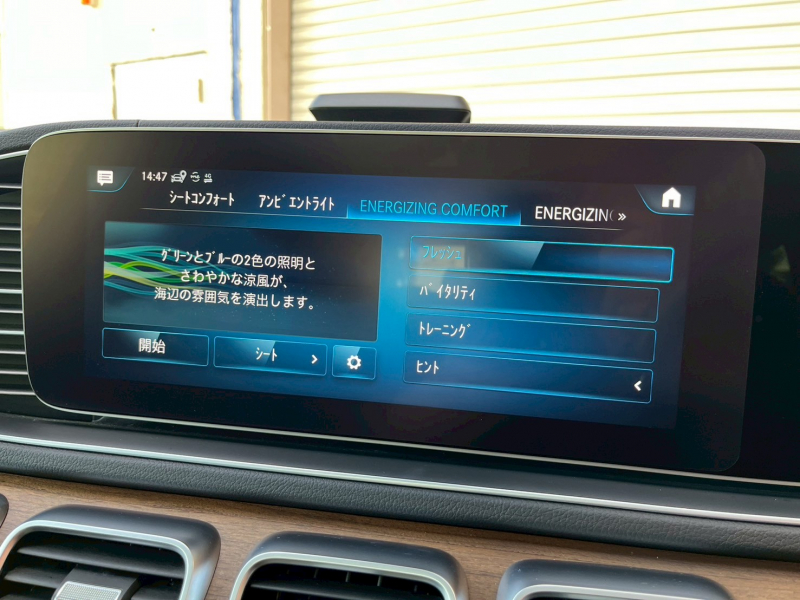 14:47 4G
シートコンフォート アンビエントライト ENERGIZING COMFORT ENERGIZIN »
グリーンとブルーの2色の照明と
さわやかな涼風が、
海辺の雰囲気を演出します。
開始 シート
フレッシュ
バイタリティ
トレーニング
ヒント